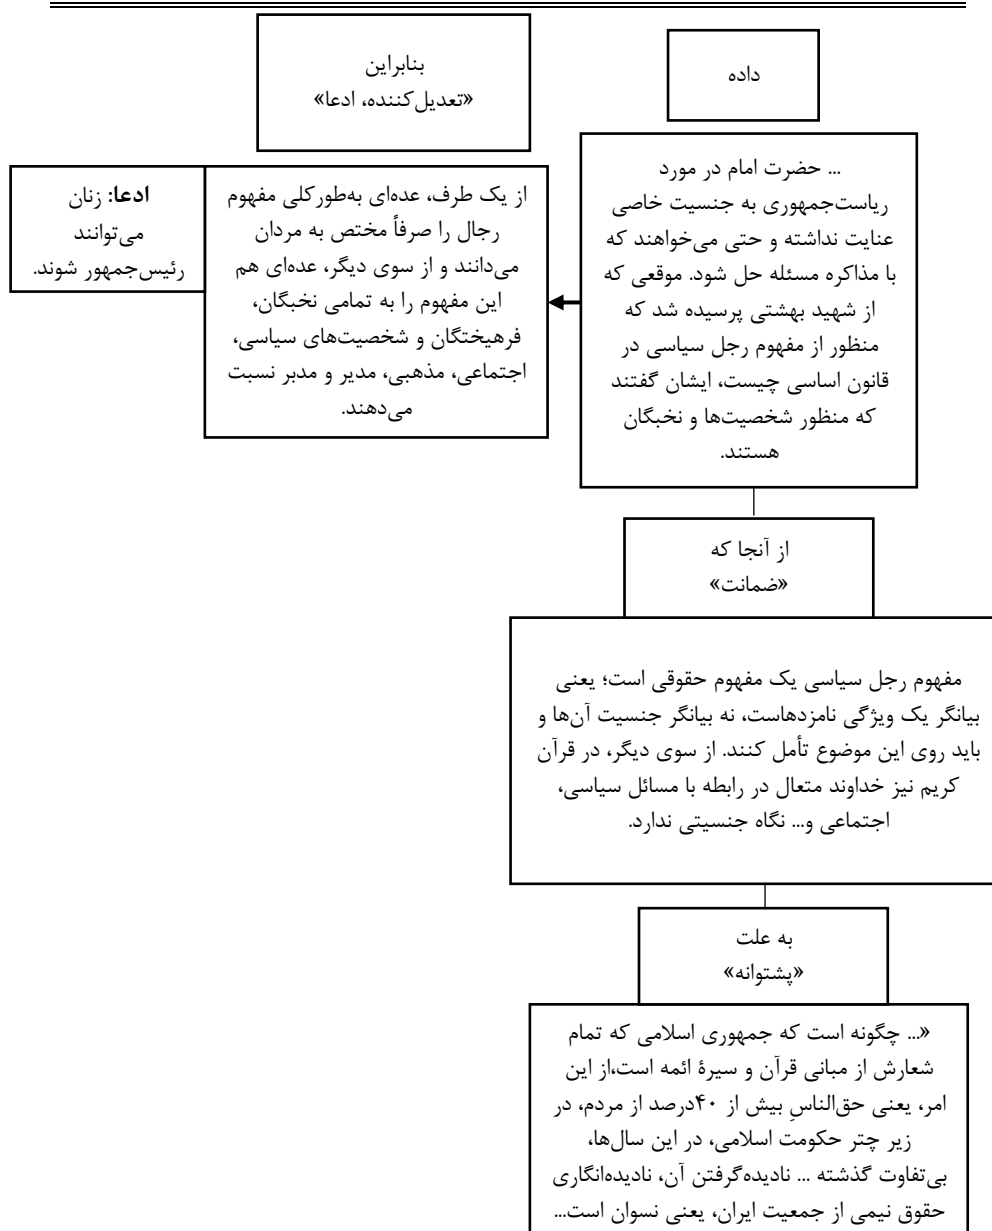 داده
بنابراین
«تعدیل‌کننده، ادعا»
... حضرت امام در مورد
ریاست‌جمهوری به جنسیت خاصی
عنایت نداشته و حتی می‌خواهند که
با مذاکره مسئله حل شود. موقعی که
از شهید بهشتی پرسیده شد که
منظور از مفهوم رجل سیاسی در
قانون اساسی چیست، ایشان گفتند
که منظور شخصیت‌ها و نخبگان
هستند.
از یک طرف، عده‌ای به‌طورکلی مفهوم
رجال را صرفاً مختص به مردان
می‌دانند و از سوی دیگر، عده‌ای هم
این مفهوم را به تمامی نخبگان،
فرهیختگان و شخصیت‌های سیاسی،
اجتماعی، مذهبی، مدیر و مدبر نسبت
می‌دهند.
ادعا: زنان
می‌توانند
رئیس‌جمهور شوند.
از آنجا که
«ضمانت»
مفهوم رجل سیاسی یک مفهوم حقوقی است؛ یعنی
بیانگر یک ویژگی نامزدهاست، نه بیانگر جنسیت آن‌ها و
باید روی این موضوع تأمل کنند. از سوی دیگر، در قرآن
کریم نیز خداوند متعال در رابطه با مسائل سیاسی،
اجتماعی و... نگاه جنسیتی ندارد.
به علت
«پشتوانه»
«... چگونه است که جمهوری اسلامی که تمام
شعارش از مبانی قرآن و سیرۀ ائمه است،از این
امر، یعنی حق‌الناسِ بیش از ۴۰درصد از مردم، در
زیر چتر حکومت اسلامی، در این سال‌ها،
بی‌تفاوت گذشته ... نادیده‌گرفتن آن، نادیده‌انگاری
حقوق نیمی از جمعیت ایران، یعنی نسوان است...